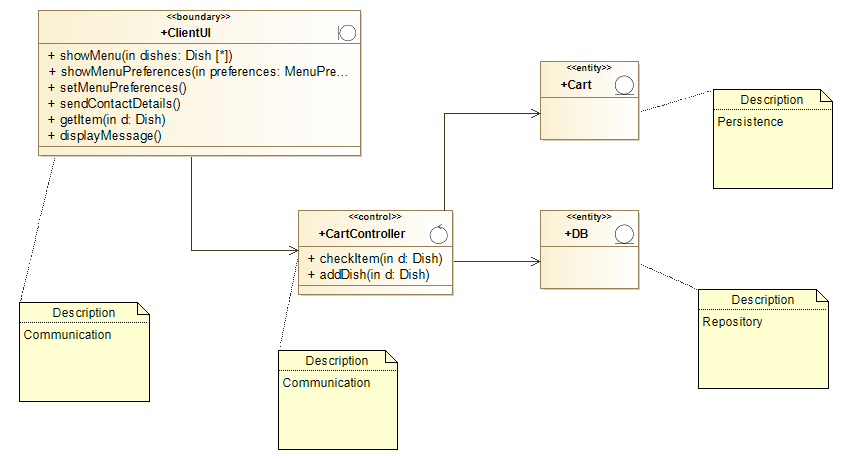 <<boundary>>
+ClientUI
+ showMenu(in dishes: Dish [*])
+ showMenuPreferences(in preferences: MenuPre...
+ setMenuPreferences()
+ sendContactDetails()
+ getItem(in d: Dish)
+ displayMessage()
<<entity>>
+Cart
Description
Persistence
<<control>>
+CartController
+ checkItem(in d: Dish)
+ addDish(in d: Dish)
<<entity>>
+DB
Description
Repository
Description
Communication
Description
Communication